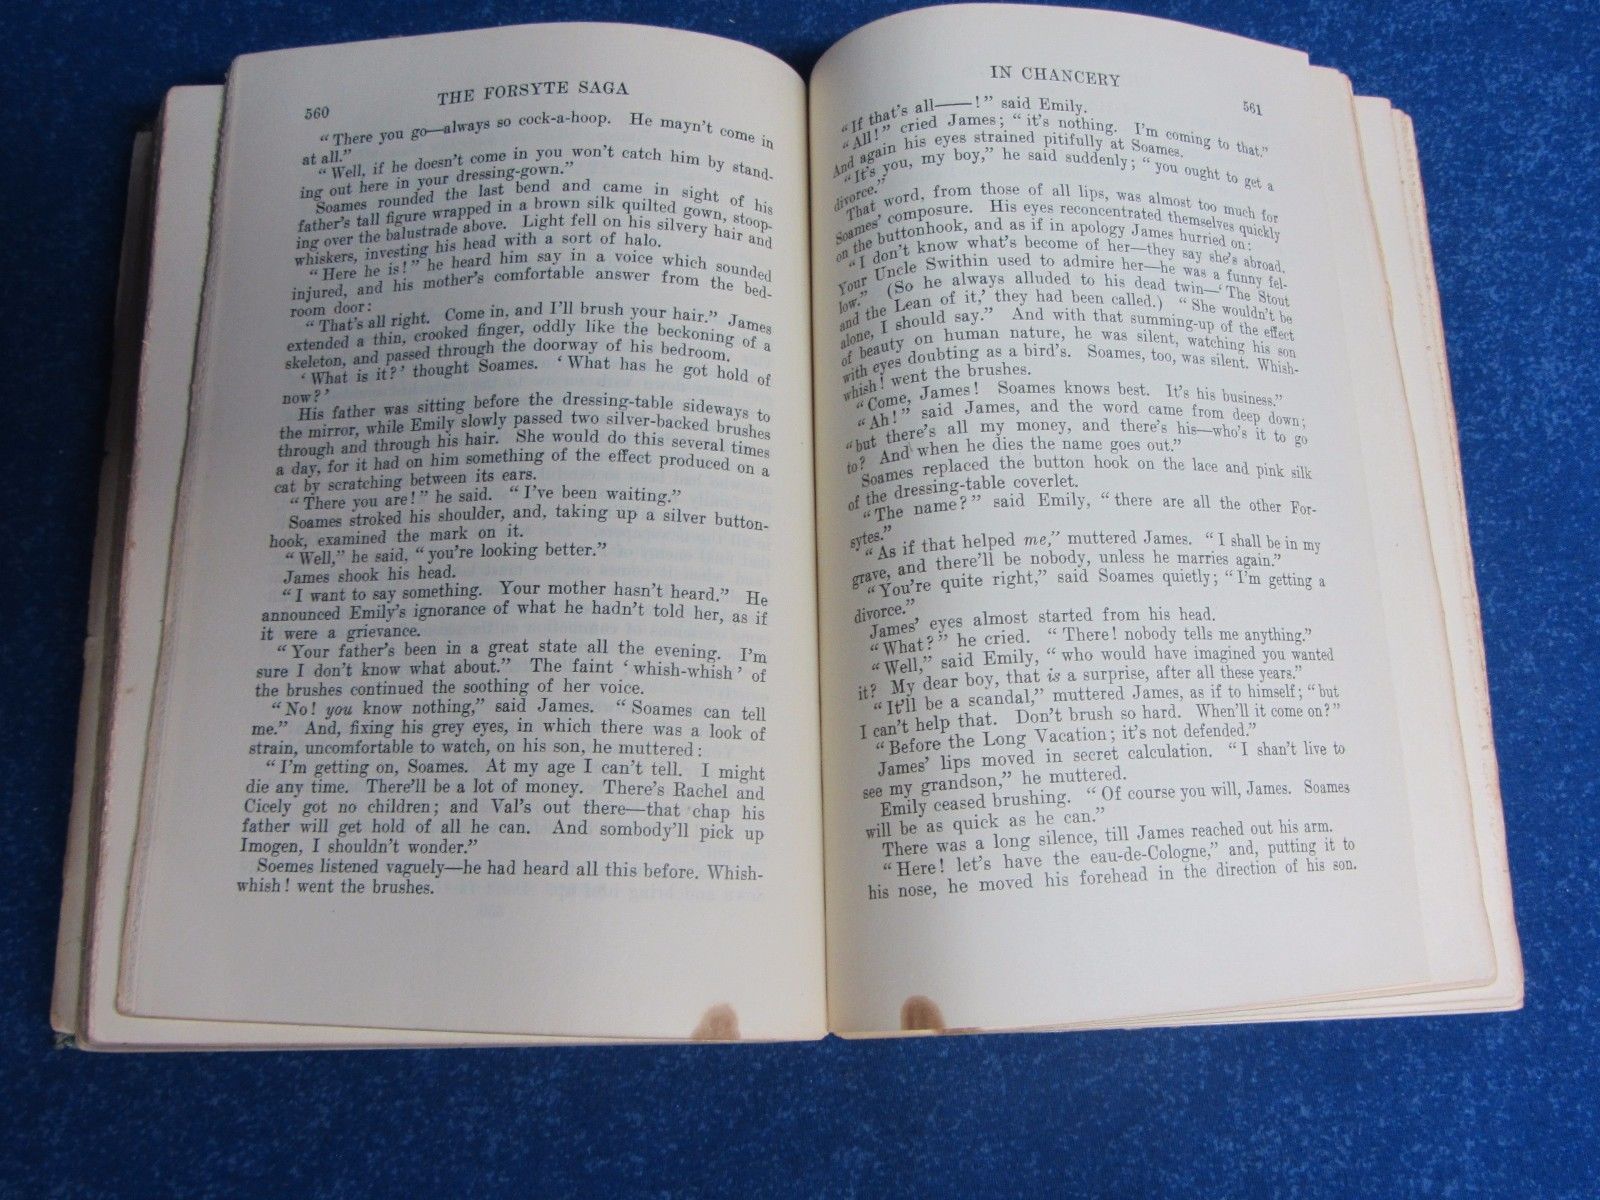 560
THE FORSYTE SAGA
“There you go—always so cock-a-hoop. He mayn't come in
at all.”
“Well, if he doesn't come in you won't catch him by stand-
ing out here in your dressing-gown.”
Soames rounded the last bend and came in sight of his
father's tall figure wrapped in a brown silk quilted gown, stoop-
ing over the balustrade above. Light fell on his silvery hair and
whiskers, investing his head with a sort of halo.
“Here he is!” he heard him say in a voice which sounded
injured, and his mother's comfortable answer from the bed-
room door:
“That's all right. Come in, and I'll brush your hair.” James
extended a thin, crooked finger, oddly like the beckoning of a
skeleton, and passed through the doorway of his bedroom.
‘What is it?’ thought Soames. ‘What has he got hold of
now?’
His father was sitting before the dressing-table sideways to
the mirror, while Emily slowly passed two silver-backed brushes
through and through his hair. She would do this several times
a day, for it had on him something of the effect produced on a
cat by scratching between its ears.
“There you are!” he said. “I've been waiting.”
Soames stroked his shoulder, and, taking up a silver button-
hook, examined the mark on it.
“Well,” he said, “you're looking better.”
James shook his head.
“I want to say something. Your mother hasn't heard.” He
announced Emily's ignorance of what he hadn't told her, as if
it were a grievance.
“Your father's been in a great state all the evening. I'm
sure I don't know what about.” The faint ‘whish-whish’ of
the brushes continued the soothing of her voice.
“No! you know nothing,” said James. “Soames can tell
me.” And, fixing his grey eyes, in which there was a look of
strain, uncomfortable to watch, on his son, he muttered:
“I'm getting on, Soames. At my age I can't tell. I might
die any time. There'll be a lot of money. There's Rachel and
Cicely got no children; and Val's out there—that chap his
father will get hold of all he can. And sombody'll pick up
Imogen, I shouldn't wonder.”
Soemes listened vaguely—he had heard all this before. Whish-
whish! went the brushes.
IN CHANCERY
561
“If that's all——!” said Emily.
“All!” cried James; “it's nothing. I'm coming to that.”
And again his eyes strained pitifully at Soames.
“It's you, my boy,” he said suddenly; “you ought to get a
divorce.”
That word, from those of all lips, was almost too much for
Soames' composure. His eyes reconcentrated themselves quickly
on the buttonhook, and as if in apology James hurried on:
“I don't know what's become of her—they say she's abroad.
Your Uncle Swithin used to admire her—he was a funny fel-
low.” (So he always alluded to his dead twin—‘The Stout
and the Lean of it,’ they had been called.) “She wouldn't be
alone, I should say.” And with that summing-up of the effect
of beauty on human nature, he was silent, watching his son
with eyes doubting as a bird's. Soames, too, was silent. Whish-
whish! went the brushes.
“Come, James! Soames knows best. It's his business.”
“Ah!” said James, and the word came from deep down;
“but there's all my money, and there's his—who's it to go
to? And when he dies the name goes out.”
Soames replaced the button hook on the lace and pink silk
of the dressing-table coverlet.
“The name?” said Emily, “there are all the other For-
sytes.”
“As if that helped me,” muttered James. “I shall be in my
grave, and there'll be nobody, unless he marries again.”
“You're quite right,” said Soames quietly; “I'm getting a
divorce.”
James' eyes almost started from his head.
“What?” he cried. “There! nobody tells me anything.”
“Well,” said Emily, “who would have imagined you wanted
it? My dear boy, that is a surprise, after all these years.”
“It'll be a scandal,” muttered James, as if to himself; “but
I can't help that. Don't brush so hard. When'll it come on?”
“Before the Long Vacation; it's not defended.”
James' lips moved in secret calculation. “I shan't live to
see my grandson,” he muttered.
Emily ceased brushing. “Of course you will, James. Soames
will be as quick as he can.”
There was a long silence, till James reached out his arm.
“Here! let's have the eau-de-Cologne,” and, putting it to
his nose, he moved his forehead in the direction of his son.